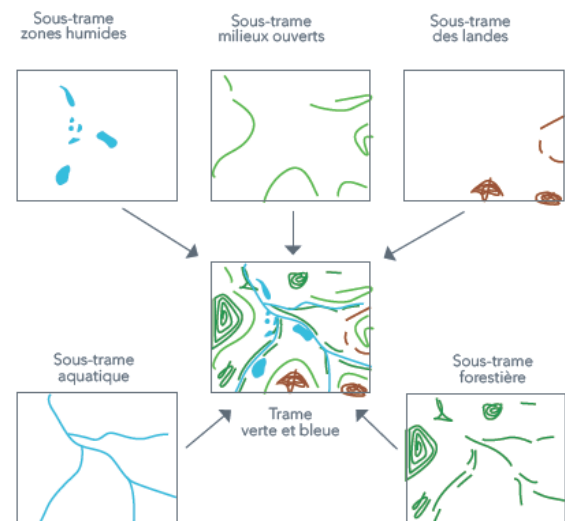 Sous-trame
zones humides
Sous-trame
milieux ouverts
Sous-trame
des landes
Sous-trame
aquatique
Trame
verte et bleue
Sous-trame
forestière